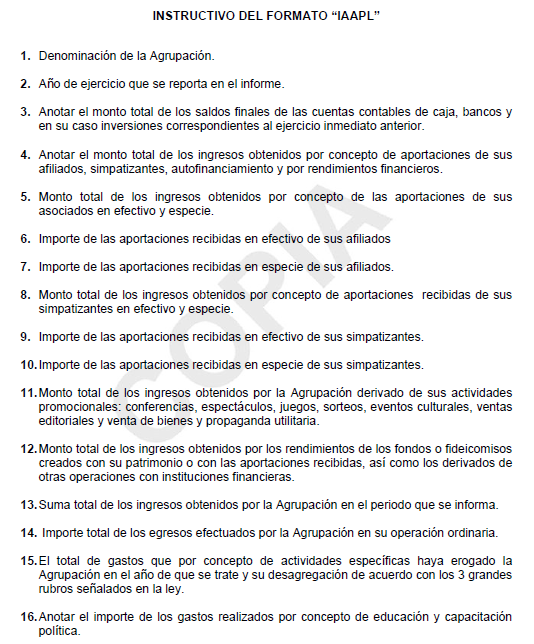 INSTRUCTIVO DEL FORMATO “IAAPL”
1. Denominación de la Agrupación.
2. Año de ejercicio que se reporta en el informe.
3. Anotar el monto total de los saldos finales de las cuentas contables de caja, bancos y
en su caso inversiones correspondientes al ejercicio inmediato anterior.
4. Anotar el monto total de los ingresos obtenidos por concepto de aportaciones de sus
afiliados, simpatizantes, autofinanciamiento y por rendimientos financieros.
5. Monto total de los ingresos obtenidos por concepto de las aportaciones de sus
asociados en efectivo y especie.
6. Importe de las aportaciones recibidas en efectivo de sus afiliados
7. Importe de las aportaciones recibidas en especie de sus afiliados.
8. Monto total de los ingresos obtenidos por concepto de aportaciones recibidas de sus
simpatizantes en efectivo y especie.
9. Importe de las aportaciones recibidas en efectivo de sus simpatizantes.
10. Importe de las aportaciones recibidas en especie de sus simpatizantes.
11. Monto total de los ingresos obtenidos por la Agrupación derivado de sus actividades
promocionales: conferencias, espectáculos, juegos, sorteos, eventos culturales, ventas
editoriales y venta de bienes y propaganda utilitaria.
12. Monto total de los ingresos obtenidos por los rendimientos de los fondos o fideicomisos
creados con su patrimonio o con las aportaciones recibidas, así como los derivados de
otras operaciones con instituciones financieras.
13. Suma total de los ingresos obtenidos por la Agrupación en el periodo que se informa.
14. Importe total de los egresos efectuados por la Agrupación en su operación ordinaria.
15. El total de gastos que por concepto de actividades específicas haya erogado la
Agrupación en el año de que se trate y su desagregación de acuerdo con los 3 grandes
rubros señalados en la ley.
16. Anotar el importe de los gastos realizados por concepto de educación y capacitación
política.
COPIA